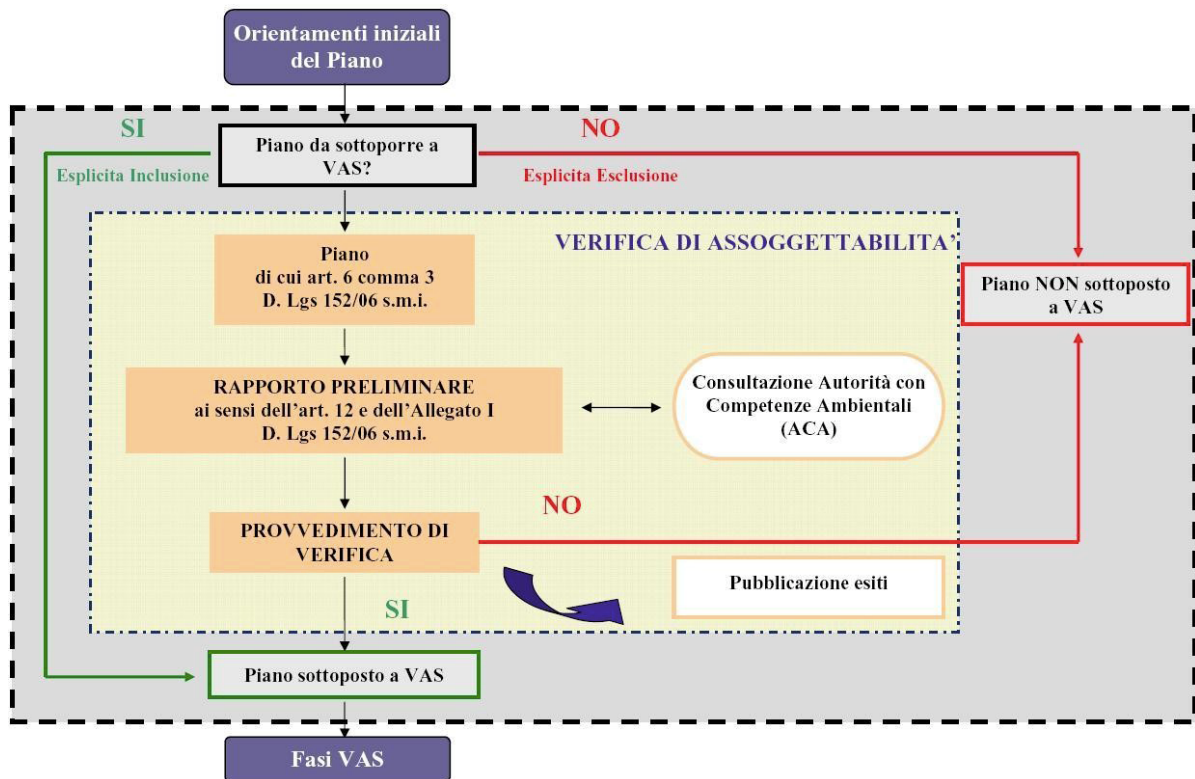 Orientamenti iniziali
del Piano
SI
NO
Piano da sottoporre a
VAS?
Esplicita Inclusione
Esplicita Esclusione
VERIFICA DI ASSOGGETTABILITA'
Piano
di cui art. 6 comma 3
D. Lgs 152/06 s.m.i.
Piano NON sottoposto
a VAS
RAPPORTO PRELIMINARE
ai sensi dell'art. 12 e dell'Allegato I
D. Lgs 152/06 s.m.i.
Consultazione Autorità con
Competenze Ambientali
(ACA)
NO
PROVVEDIMENTO DI
VERIFICA
Pubblicazione esiti
SI
Piano sottoposto a VAS
Fasi VAS